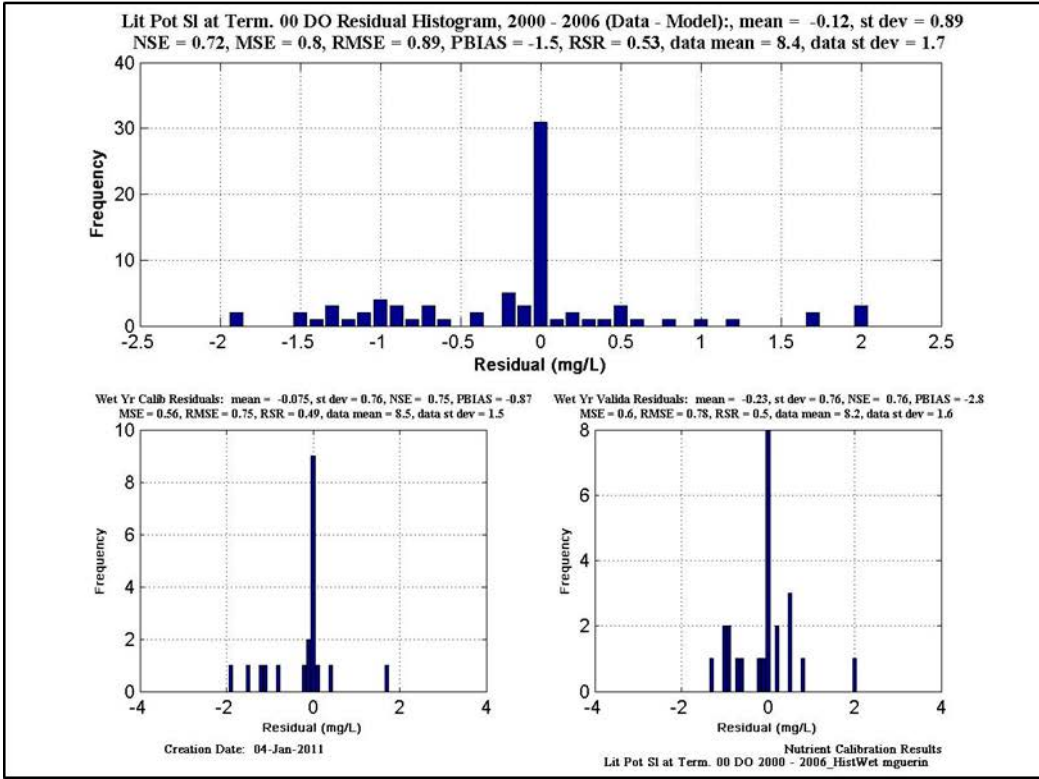 Lit Pot Sl at Term. 00 DO Residual Histogram, 2000 - 2006 (Data - Model):, mean = -0.12, st dev = 0.89
NSE = 0.72, MSE = 0.8, RMSE = 0.89, PBIAS = -1.5, RSR = 0.53, data mean = 8.4, data st dev = 1.7
40
30
20
10
0
Frequency
-2.5 -2 -1.5 -1 -0.5 0 0.5 1 1.5 2 2.5
Residual (mg/L)
Wet Yr Calib Residuals: mean = -0.075, st dev = 0.76, NSE = 0.75, PBIAS = -0.87
MSE = 0.56, RMSE = 0.75, RSR = 0.49, data mean = 8.5, data st dev = 1.5
10
8
6
4
2
0
Frequency
-4 -2 0 2 4
Residual (mg/L)
Creation Date: 04-Jan-2011
Wet Yr Valida Residuals: mean = -0.23, st dev = 0.76, NSE = 0.76, PBIAS = -2.8
MSE = 0.6, RMSE = 0.78, RSR = 0.5, data mean = 8.2, data st dev = 1.6
8
6
4
2
0
Frequency
-4 -2 0 2 4
Residual (mg/L)
Nutrient Calibration Results
Lit Pot Sl at Term. 00 DO 2000 - 2006_HistWet mguerin